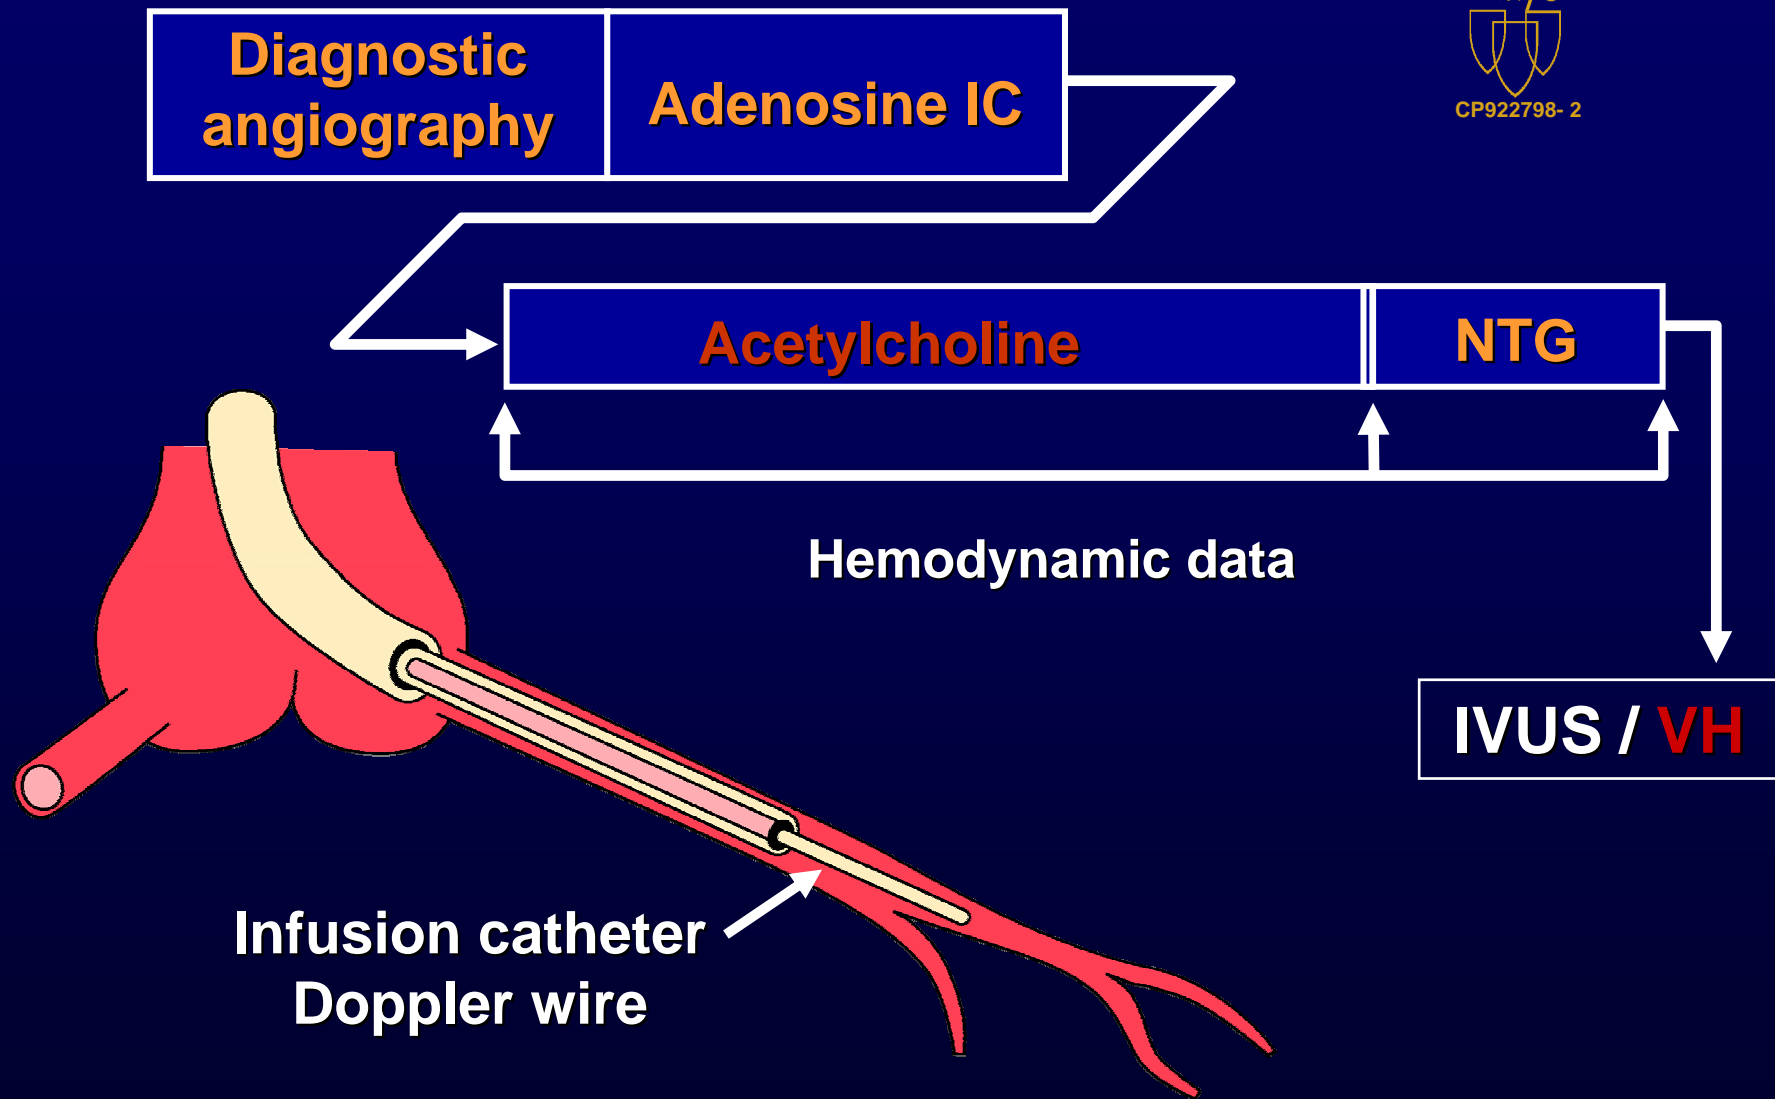 Diagnostic
angiography
Adenosine IC
CP922798- 2
Acetylcholine
NTG
Hemodynamic data
IVUS / VH
Infusion catheter
Doppler wire